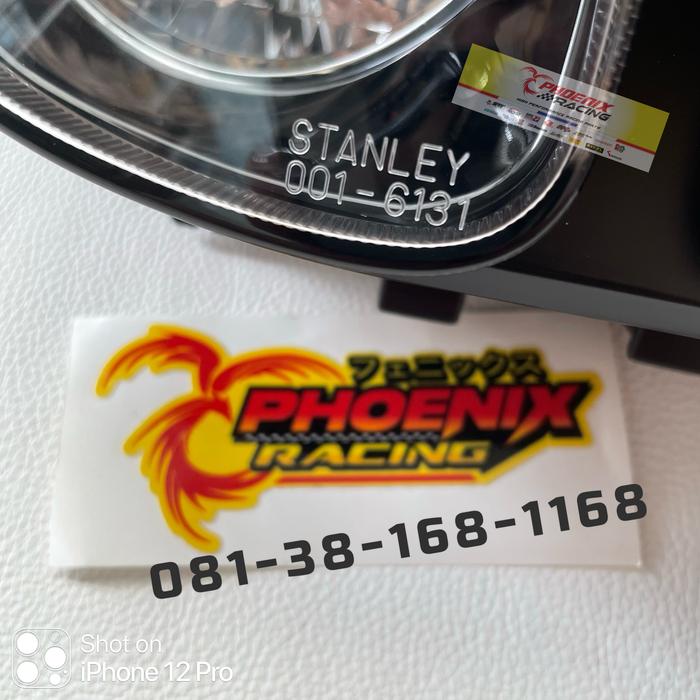 STANLEY
001-6131
PHOENIX
RACING
フェニックス
PHOENIX
RACING
081-38-168-1168
Shot on
iPhone 12 Pro